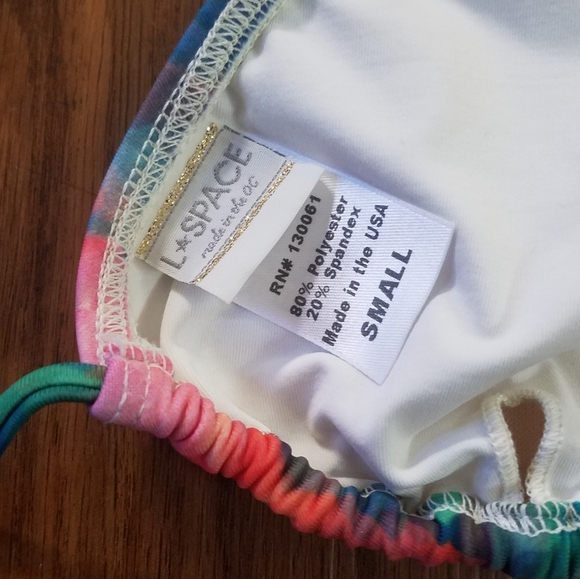 L★SPACE
made in the OC
RN# 130061
80% Polyester
20% Spandex
Made in the USA
SMALL